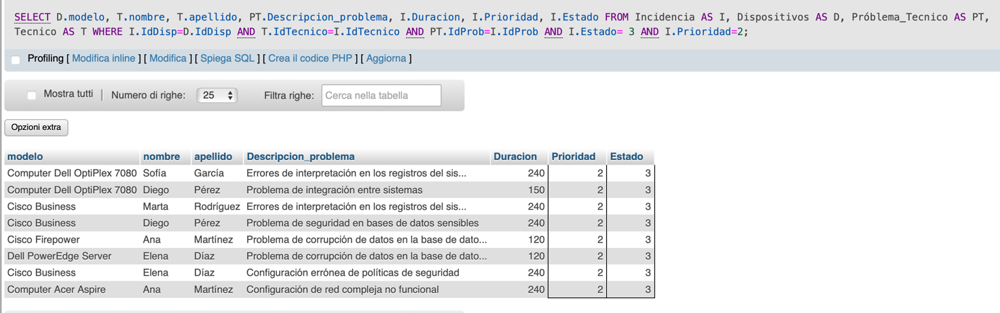 SELECT D.modelo, T.nombre, T.apellido, PT.Descripcion_problema, I.Duracion, I.Prioridad, I.Estado FROM Incidencia AS I, Dispositivos AS D, Próblema_Tecnico AS PT,
Tecnico AS T WHERE I.IdDisp=D.IdDisp AND T.IdTecnico=I.IdTecnico AND PT.IdProb=I.IdProb AND I.Estado= 3 AND I.Prioridad=2;
Profiling [ Modifica inline ] [ Modifica ] [ Spiega SQL ] [ Crea il codice PHP ] [ Aggiorna ]
Mostra tutti | Numero di righe: 25 Filtra righe: Cerca nella tabella
Opzioni extra
modelo nombre apellido Descripcion_problema Duracion Prioridad Estado
Computer Dell OptiPlex 7080 Sofía García Errores de interpretación en los registros del sis... 240 2 3
Computer Dell OptiPlex 7080 Diego Pérez Problema de integración entre sistemas 150 2 3
Cisco Business Marta Rodríguez Errores de interpretación en los registros del sis... 240 2 3
Cisco Business Diego Pérez Problema de seguridad en bases de datos sensibles 240 2 3
Cisco Firepower Ana Martínez Problema de corrupción de datos en la base de dato... 120 2 3
Dell PowerEdge Server Elena Díaz Problema de corrupción de datos en la base de dato... 120 2 3
Cisco Business Elena Díaz Configuración errónea de políticas de seguridad 240 2 3
Computer Acer Aspire Ana Martínez Configuración de red compleja no funcional 240 2 3